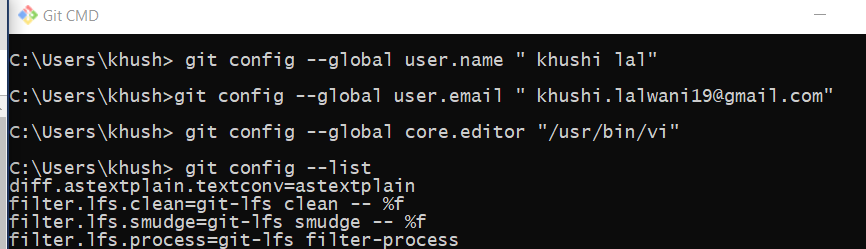 Git CMD
C:\Users\khush> git config --global user.name " khushi lal"
C:\Users\khush>git config --global user.email " khushi.lalwani19@gmail.com"
C:\Users\khush> git config --global core.editor "/usr/bin/vi"
C:\Users\khush> git config --list
diff.astextplain.textconv=astextplain
filter.lfs.clean=git-lfs clean -- %f
filter.lfs.smudge=git-lfs smudge -- %f
filter.lfs.process=git-lfs filter-process